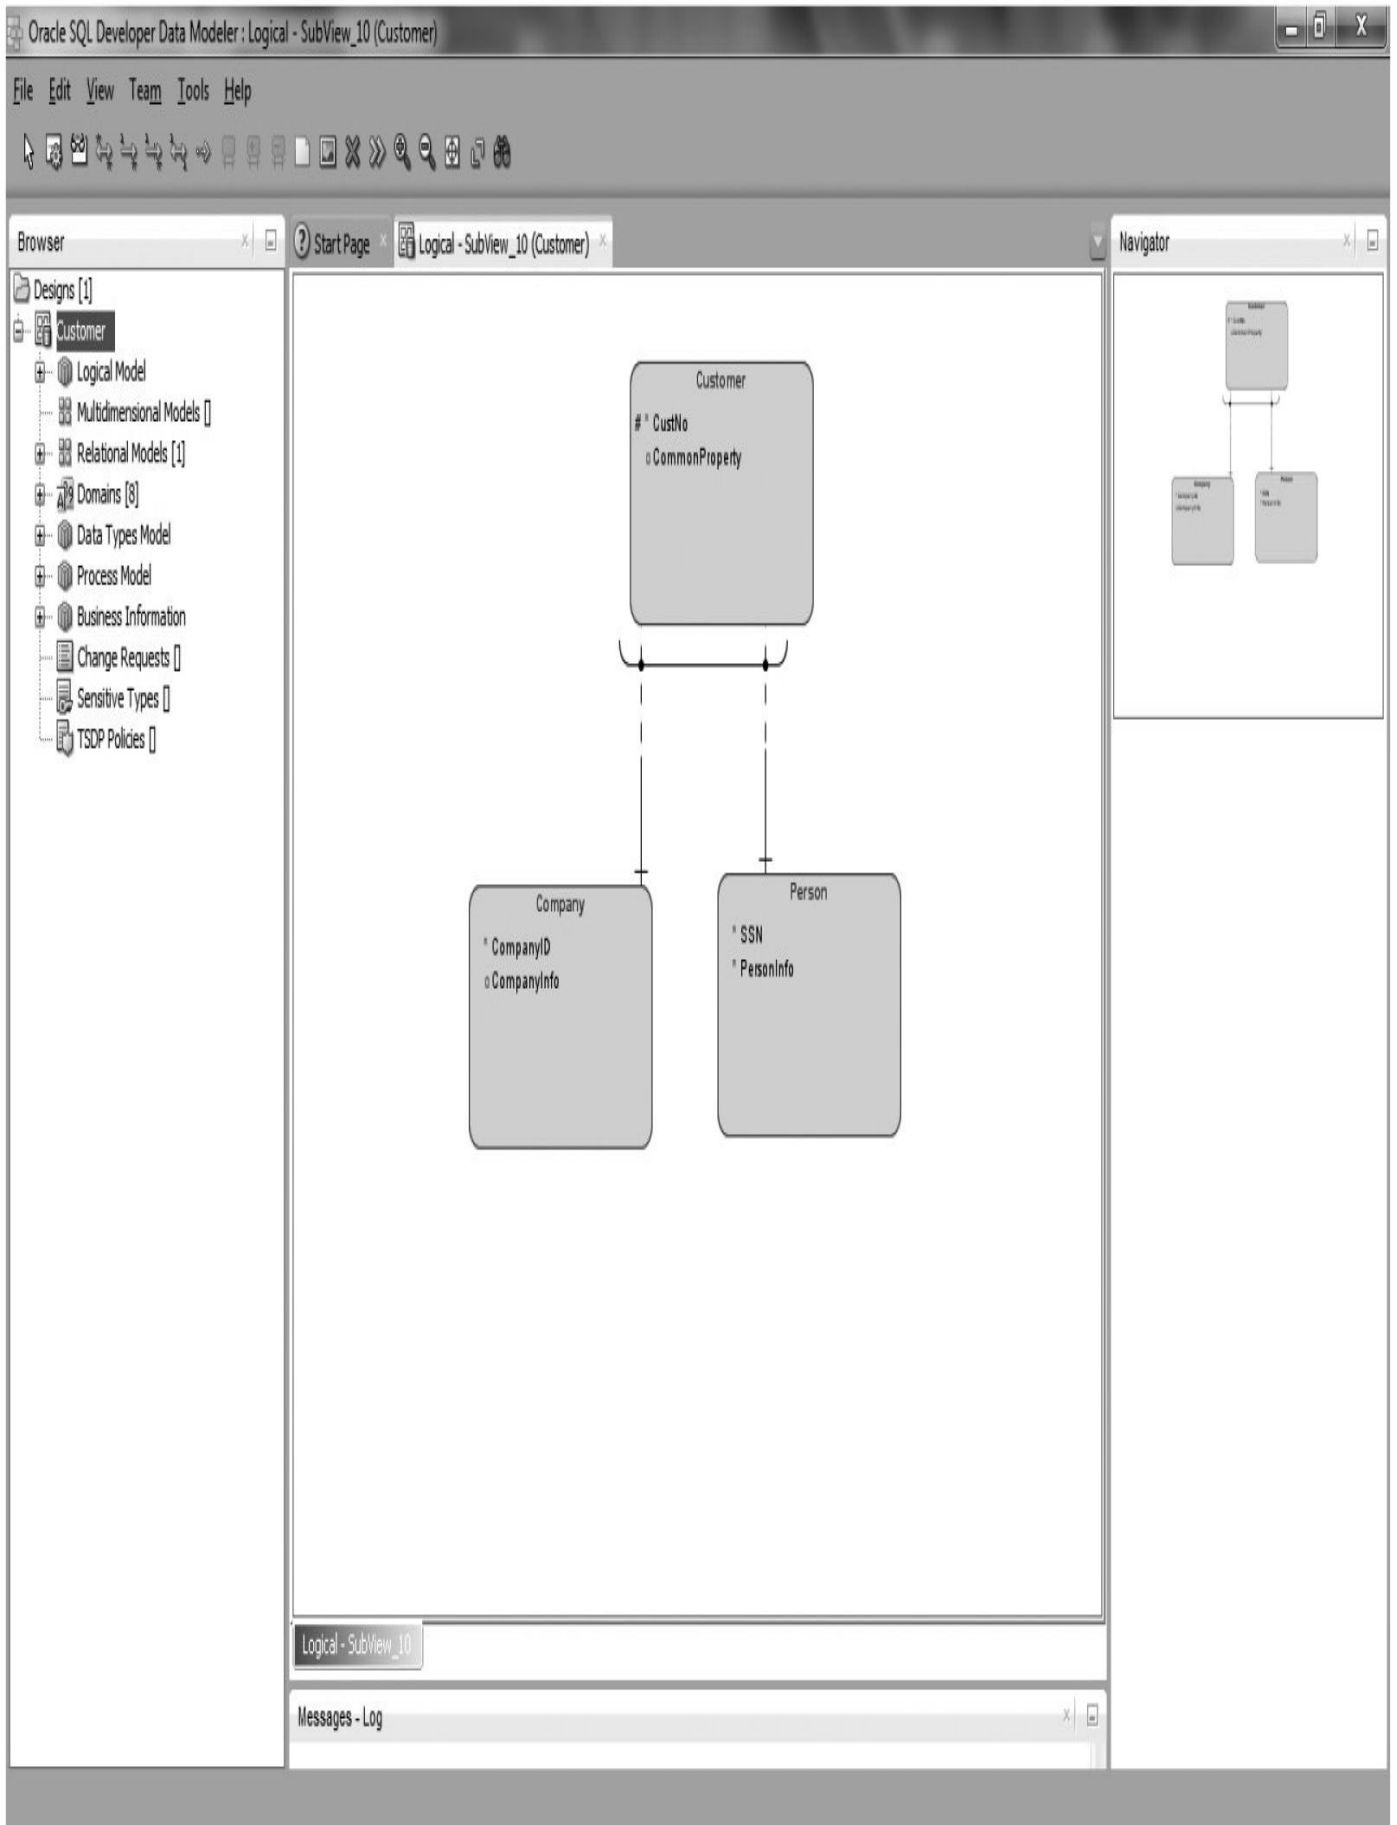 Oracle SQL Developer Data Modeler : Logical - SubView_10 (Customer)
File Edit View Team Tools Help
Browser
Designs [1]
Customer
Logical Model
Multidimensional Models []
Relational Models [1]
Domains [8]
Data Types Model
Process Model
Business Information
Change Requests []
Sensitive Types []
TSDP Policies []
Start Page
Logical - SubView_10 (Customer)
Customer
# * CustNo
o CommonProperty
Company
* CompanyID
o CompanyInfo
Person
* SSN
* PersonInfo
Logical - SubView_10
Messages - Log
Navigator